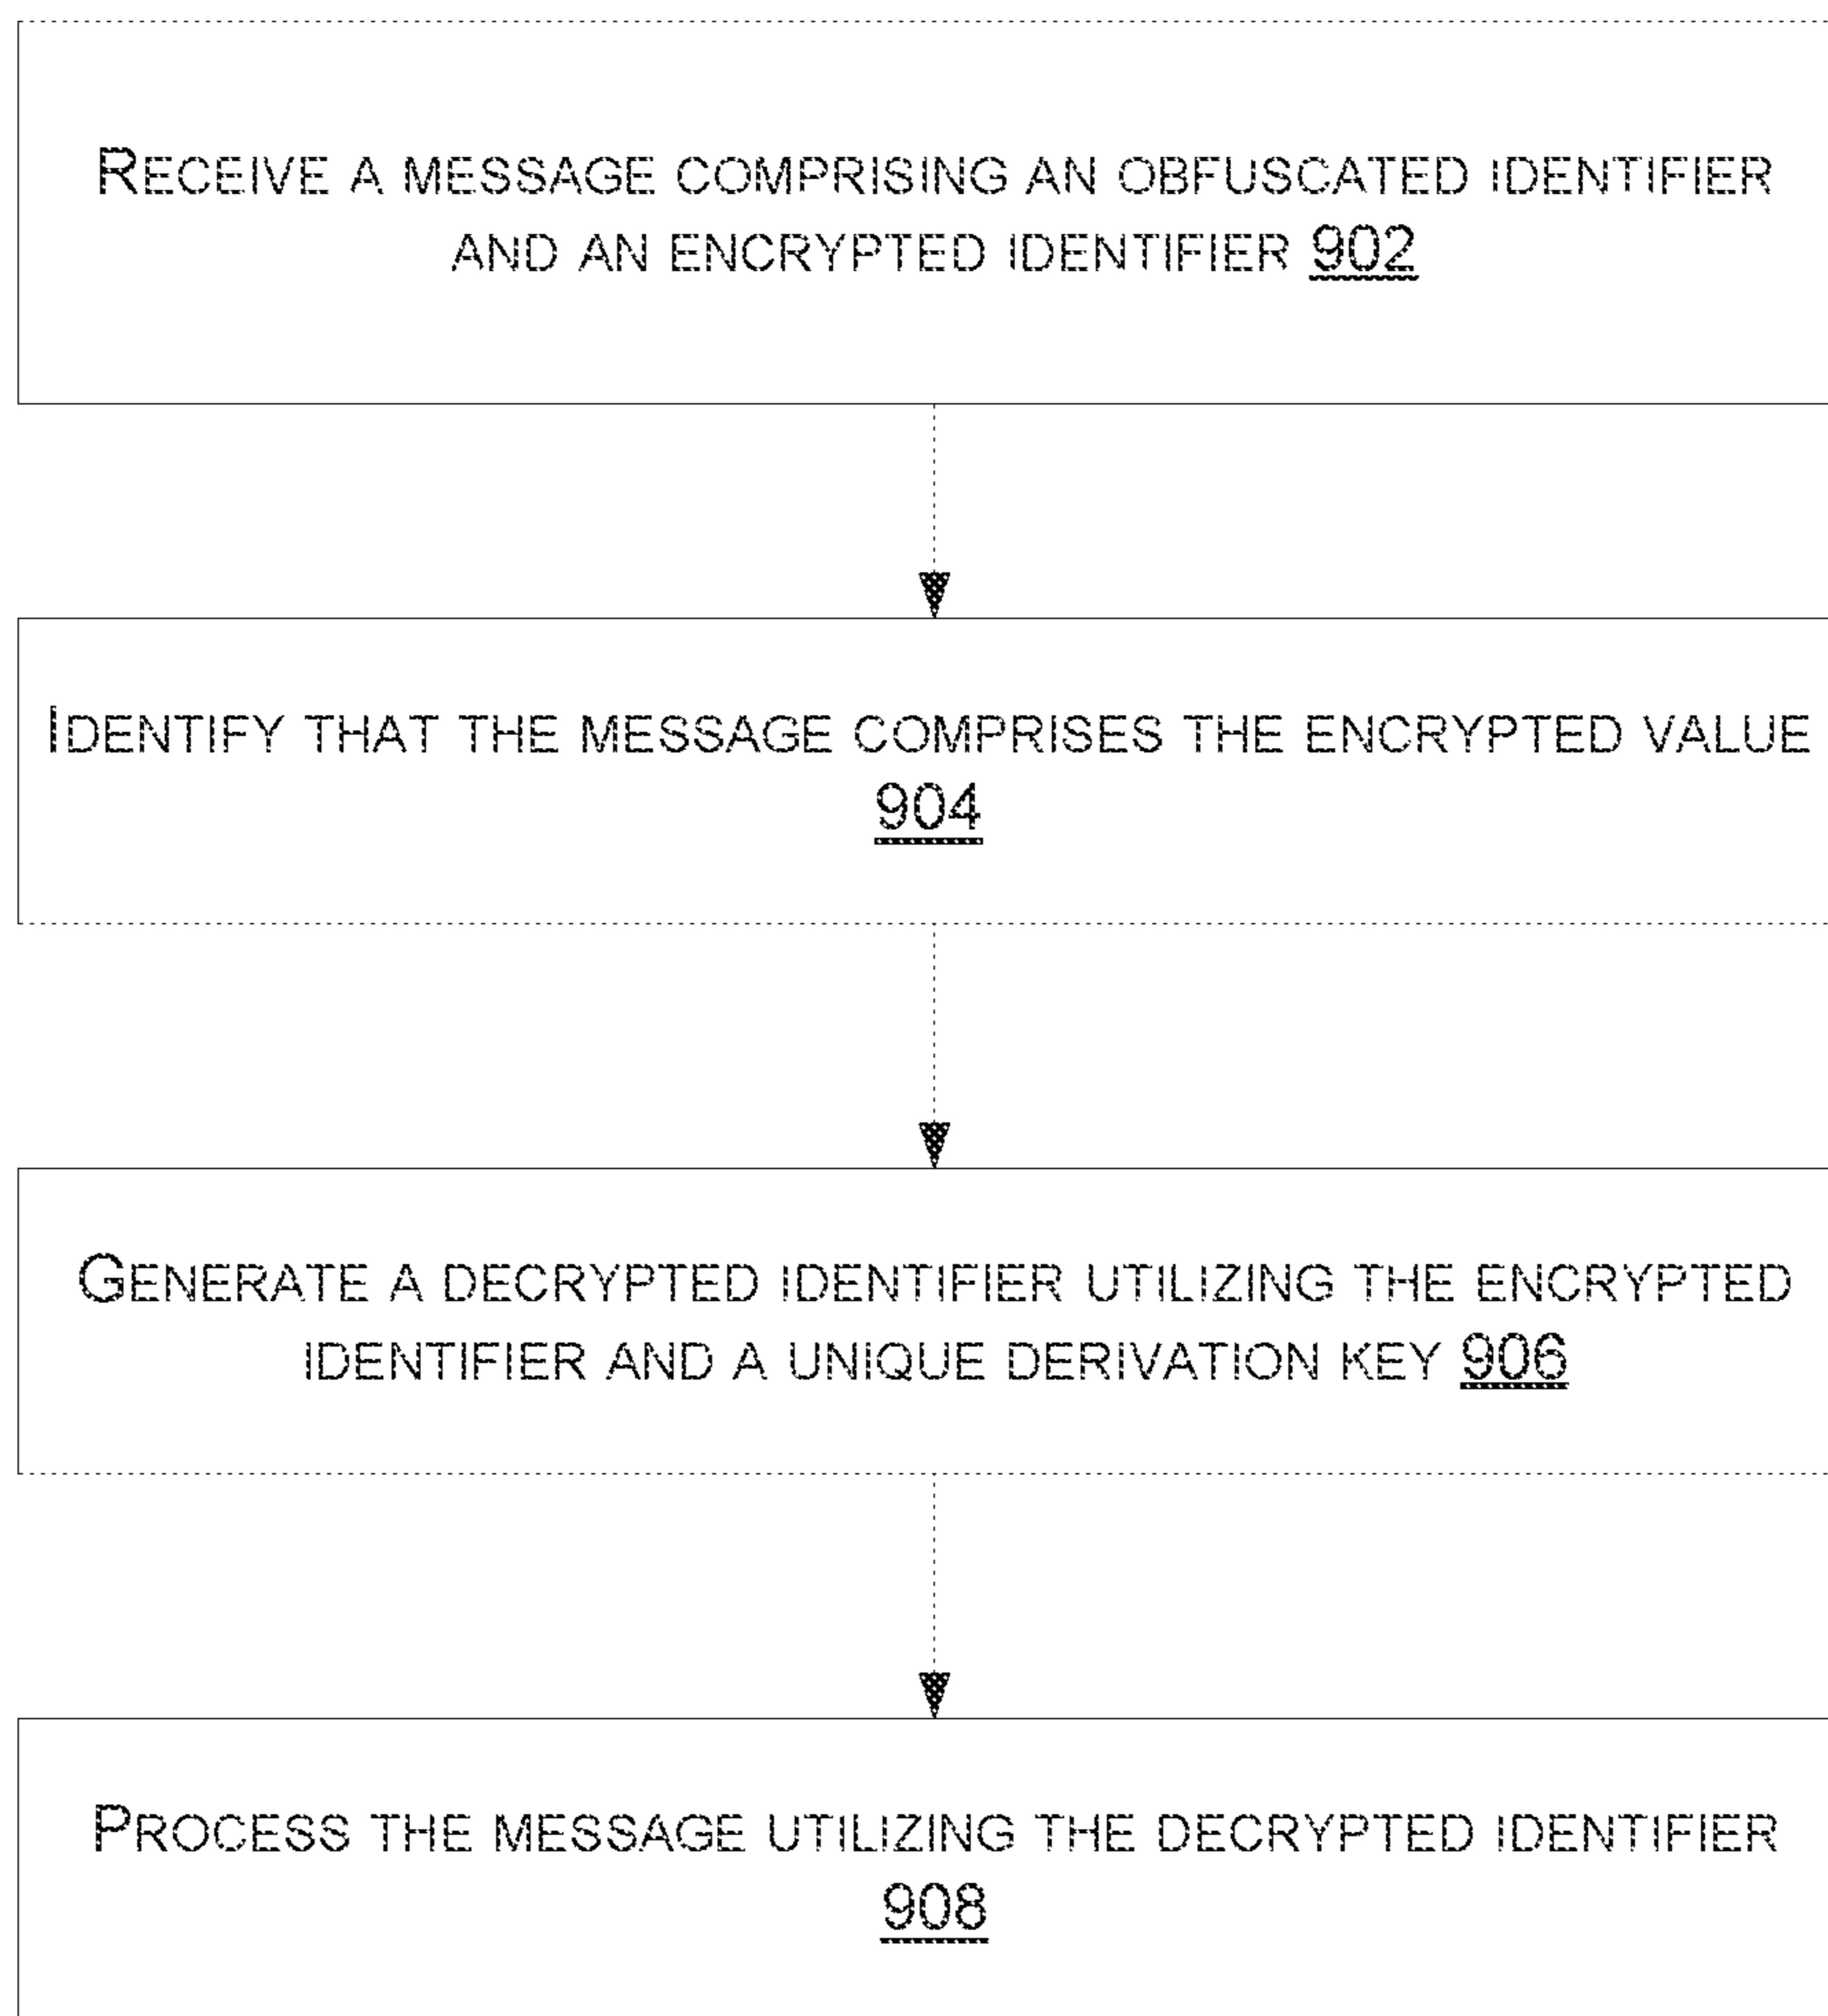 RECEIVE A MESSAGE COMPRISING AN OBFUSCATED IDENTIFIER
AND AN ENCRYPTED IDENTIFIER 902
IDENTIFY THAT THE MESSAGE COMPRISES THE ENCRYPTED VALUE
904
GENERATE A DECRYPTED IDENTIFIER UTILIZING THE ENCRYPTED
IDENTIFIER AND A UNIQUE DERIVATION KEY 906
PROCESS THE MESSAGE UTILIZING THE DECRYPTED IDENTIFIER
908